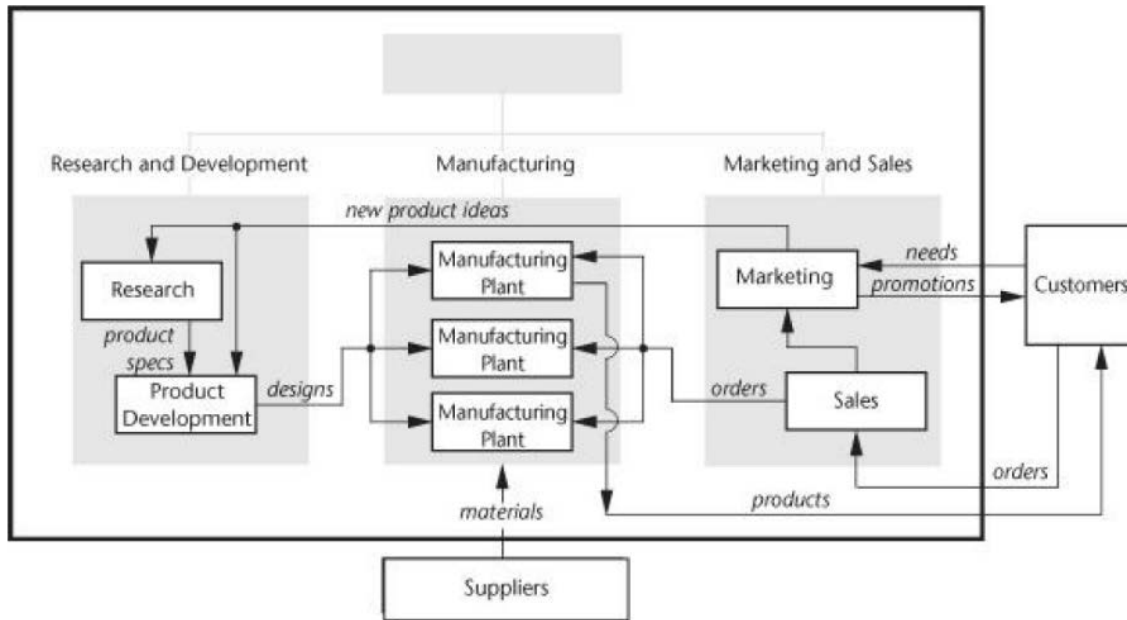 Research and Development
Manufacturing
Marketing and Sales
new product ideas
Research
product
specs
Product
Development
designs
Manufacturing
Plant
Manufacturing
Plant
Manufacturing
Plant
materials
Suppliers
Marketing
Sales
orders
needs
promotions
Customers
orders
products